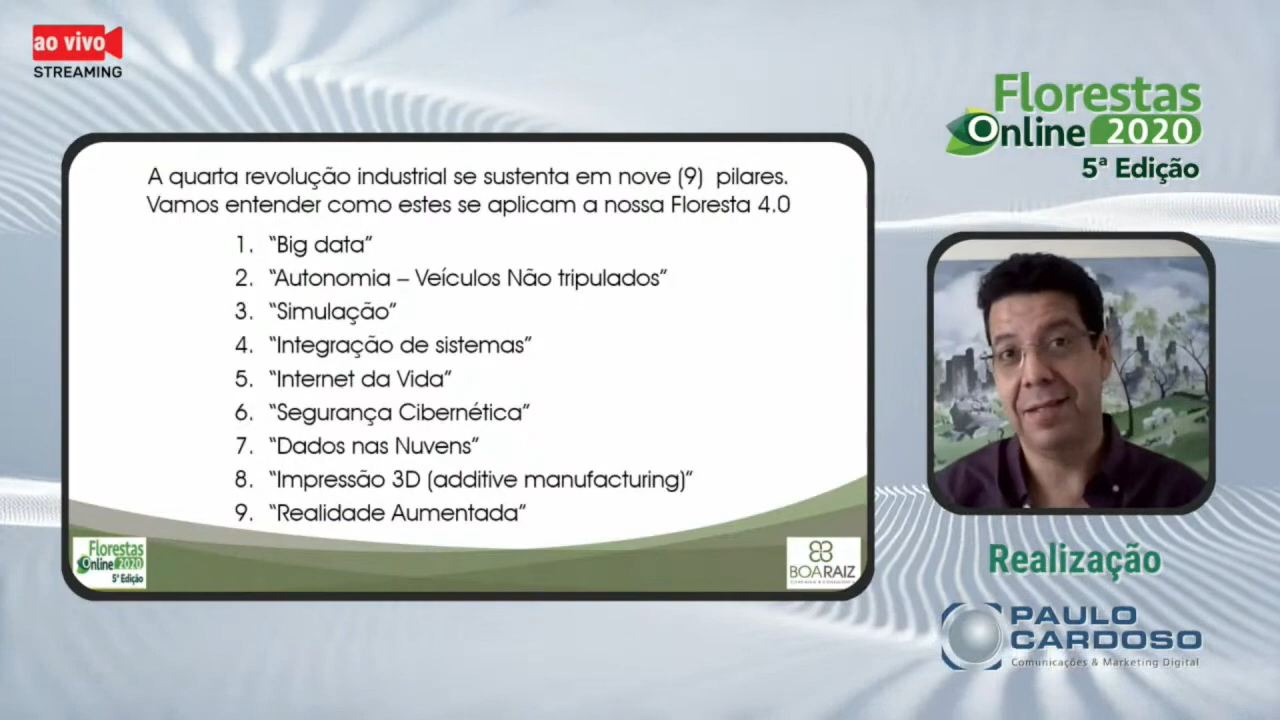 ao vivo
STREAMING
Florestas
Online 2020
5ª Edição
A quarta revolução industrial se sustenta em nove (9) pilares.
Vamos entender como estes se aplicam a nossa Floresta 4.0
1. “Big data”
2. “Autonomia – Veículos Não tripulados”
3. “Simulação”
4. “Integração de sistemas”
5. “Internet da Vida”
6. “Segurança Cibernética”
7. “Dados nas Nuvens”
8. “Impressão 3D (additive manufacturing)”
9. “Realidade Aumentada”
Florestas
Online 2020
5ª Edição
BOARAIZ
Realização
PAULO
CARDOSO
Comunicações & Marketing Digital